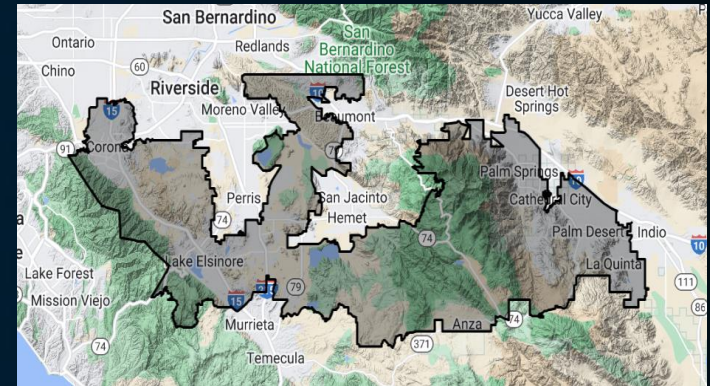 San Bernardino
Yucca Valley
Ontario
Redlands
San
Bernardino
National Forest
Chino
60
Riverside
10
Desert Hot
Springs
15
Moreno Valley
Beaumont
91
Corona
79
Palm Springs
10
Perris
San Jacinto
Cathedral City
74
Hemet
74
Palm Desert
Indio
10
Lake Elsinore
La Quinta
Lake Forest
111
Mission Viejo
15
79
86
Murrieta
Anza
74
74
371
Temecula